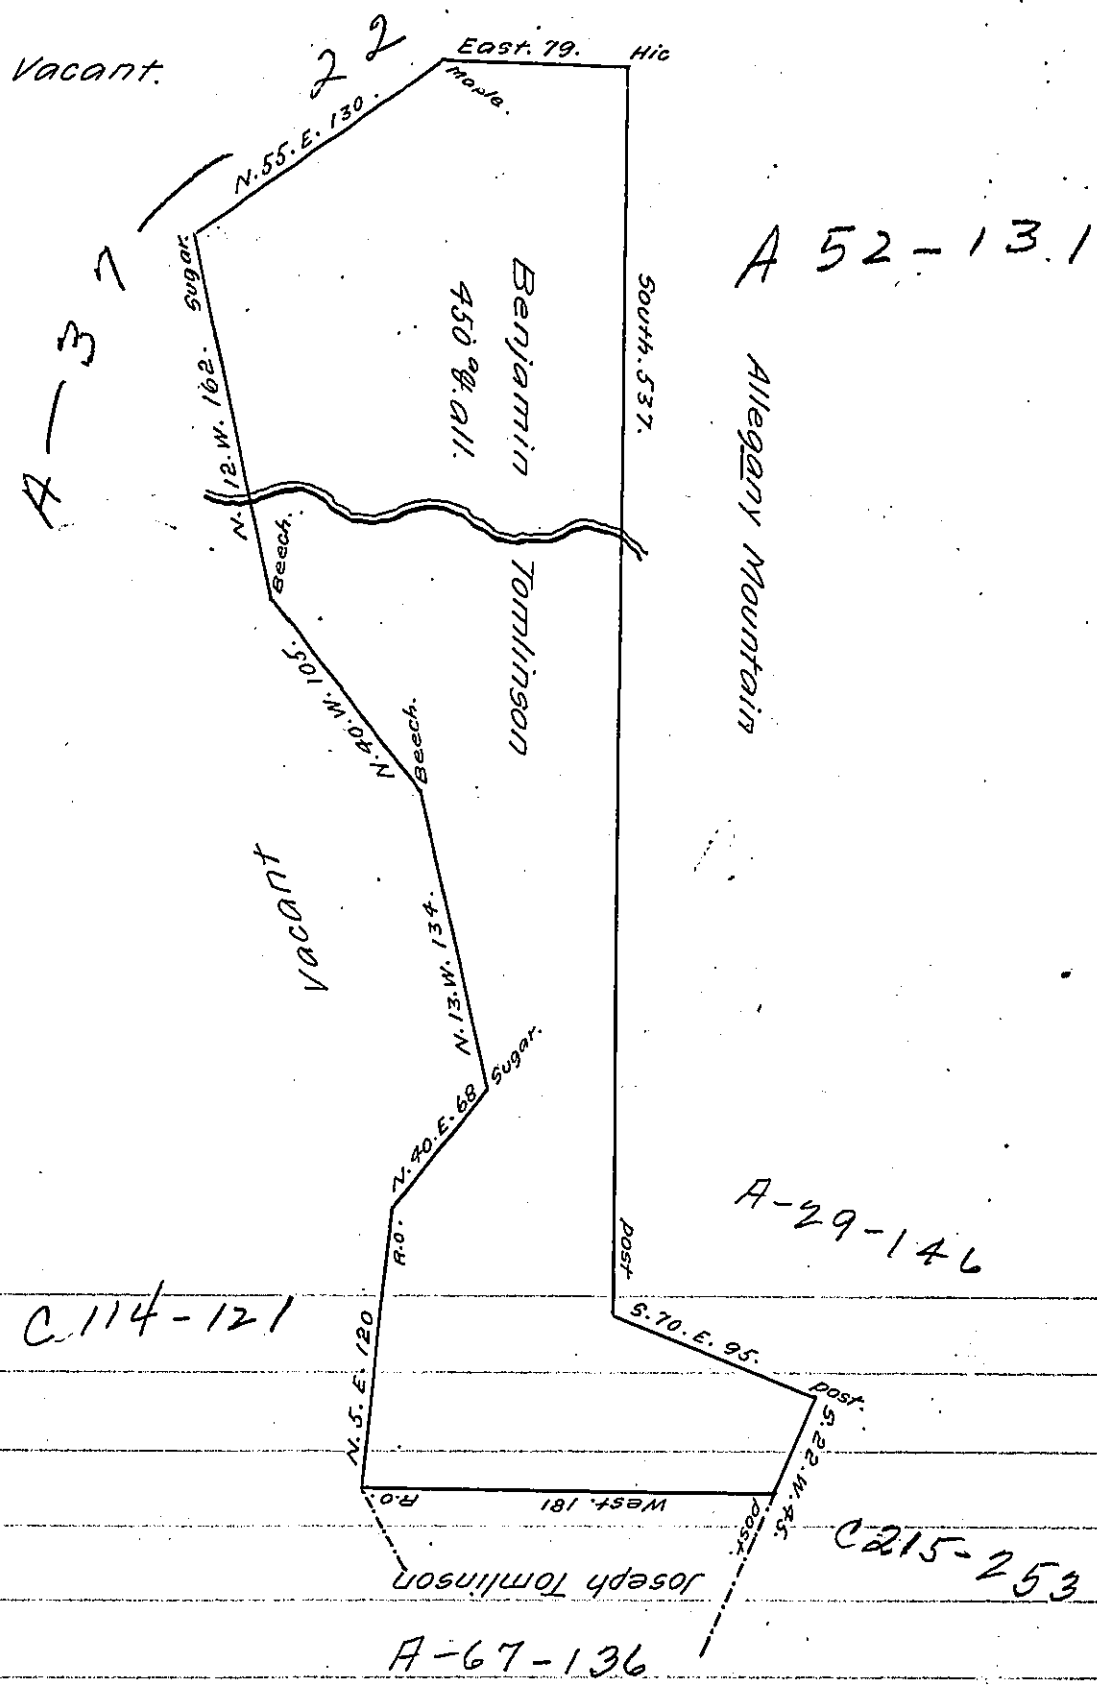 Vacant.
22
East. 79.
Hic
Maple.
N. 55. E. 130.
Sugar.
A-37
A 52-131
South. 537.
Benjamin Tomlinson
450 a. all.
Allegany Mountain
N. 12. W. 162.
Beech.
N. 40. W. 105.
Beech.
Vacant
N. 13. W. 134.
Sugar.
N. 40. E. 68
R.O.
A-29-146
post
C 114-121
S. 70. E. 95.
post.
N. 5. E. 120
S. 22. W. 45.
R.O.
West. 181
post.
C215-253
Joseph Tomlinson
A-67-136